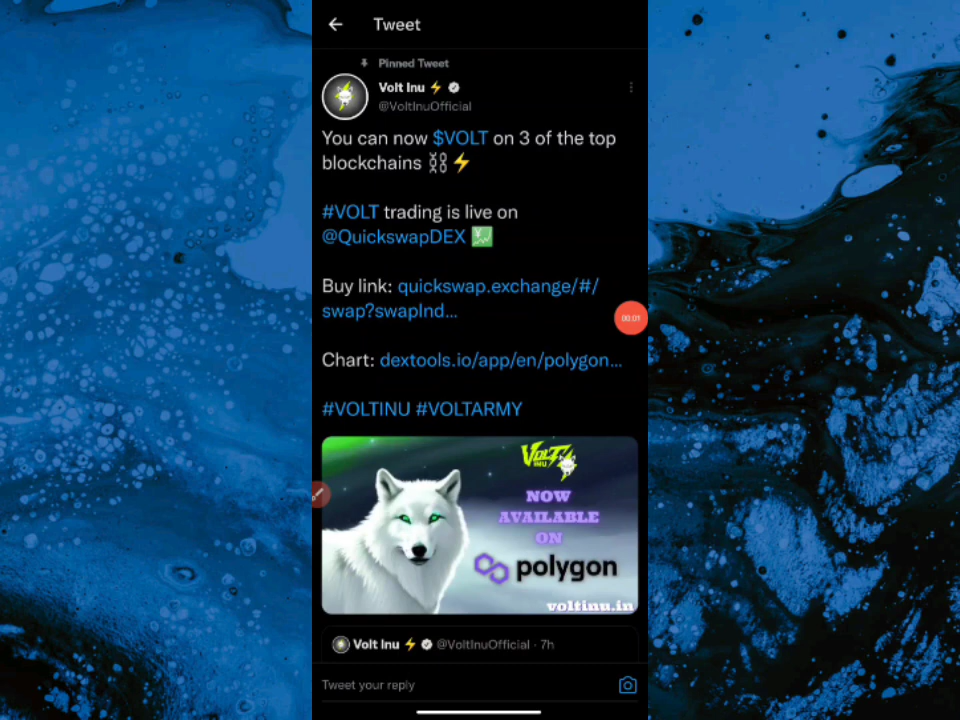 Tweet
Pinned Tweet
Volt Inu ⚡
@VoltInuOfficial
You can now $VOLT on 3 of the top
blockchains ⛓️⚡
#VOLT trading is live on
@QuickswapDEX 💹
Buy link: quickswap.exchange/#/
swap?swapInd...
00:01
Chart: dextools.io/app/en/polygon...
#VOLTINU #VOLTARMY
VOLT
INU
NOW
AVAILABLE
ON
polygon
voltinu.in
Volt Inu ⚡ @VoltInuOfficial · 7h
Tweet your reply